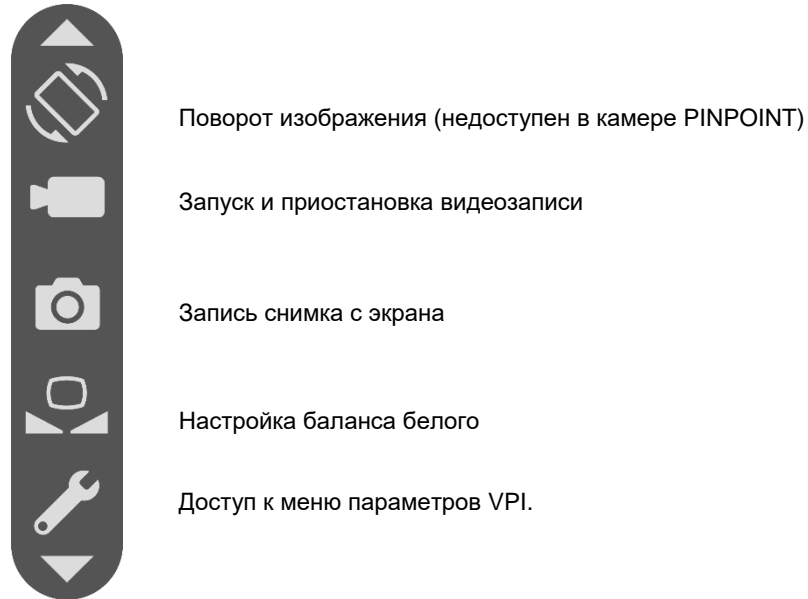 Поворот изображения (недоступен в камере PINPOINT)
Запуск и приостановка видеозаписи
Запись снимка с экрана
Настройка баланса белого
Доступ к меню параметров VPI.